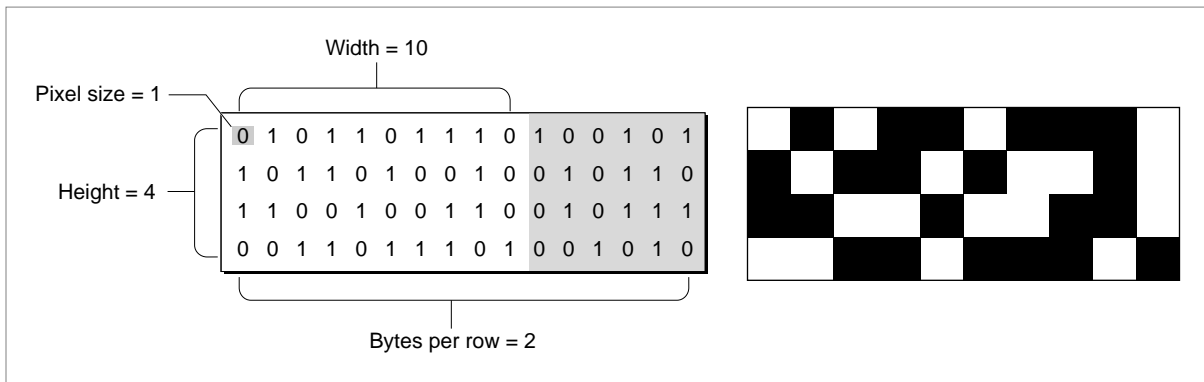 Width = 10
Pixel size = 1
0 1 0 1 1 0 1 1 1 0 1 0 0 1 0 1
1 0 1 1 0 1 0 0 1 0 0 1 0 1 1 0
Height = 4
1 1 0 0 1 0 0 1 1 0 0 1 0 1 1 1
0 0 1 1 0 1 1 1 0 1 0 0 1 0 1 0
Bytes per row = 2